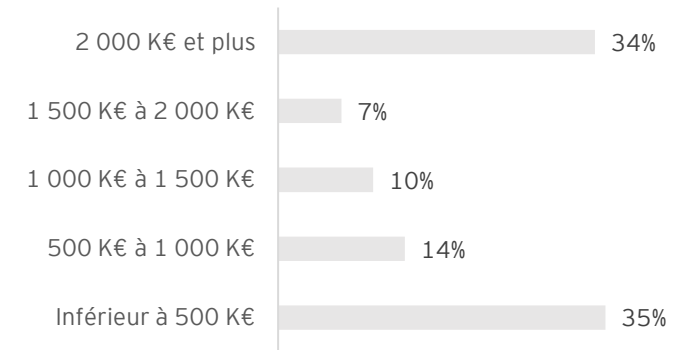 2 000 K€ et plus 34%
1 500 K€ à 2 000 K€ 7%
1 000 K€ à 1 500 K€ 10%
500 K€ à 1 000 K€ 14%
Inférieur à 500 K€ 35%